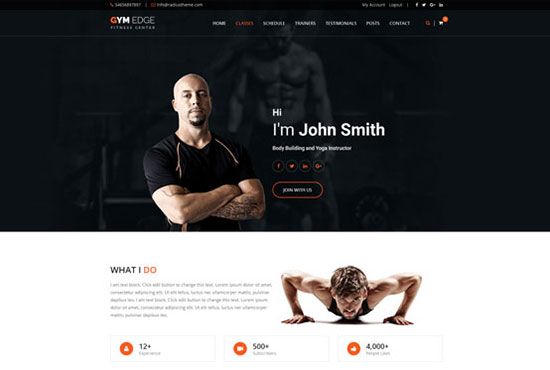 54656897897 info@radiustheme.com My Account Logout
GYM EDGE
FITNESS CENTER
HOME CLASSES SCHEDULE TRAINERS TESTIMONIALS POSTS CONTACT
Hi
I'm John Smith
Body Building and Yoga Instructor
JOIN WITH US
WHAT I DO
I am text block. Click edit button to change this text. Lorem ipsum dolor sit amet,
consectetur adipiscing elit. Ut elit tellus, luctus nec ullamcorper mattis, pulvinar
dapibus leo. I am text block. Click edit button to change this text. Lorem ipsum dolor
sit amet, consectetur adipiscing elit. Ut elit tellus, luctus nec ullamcorper mattis,
pulvinar dapibus leo.
12+ 500+ 4,000+
Experience Subscribers People Likes